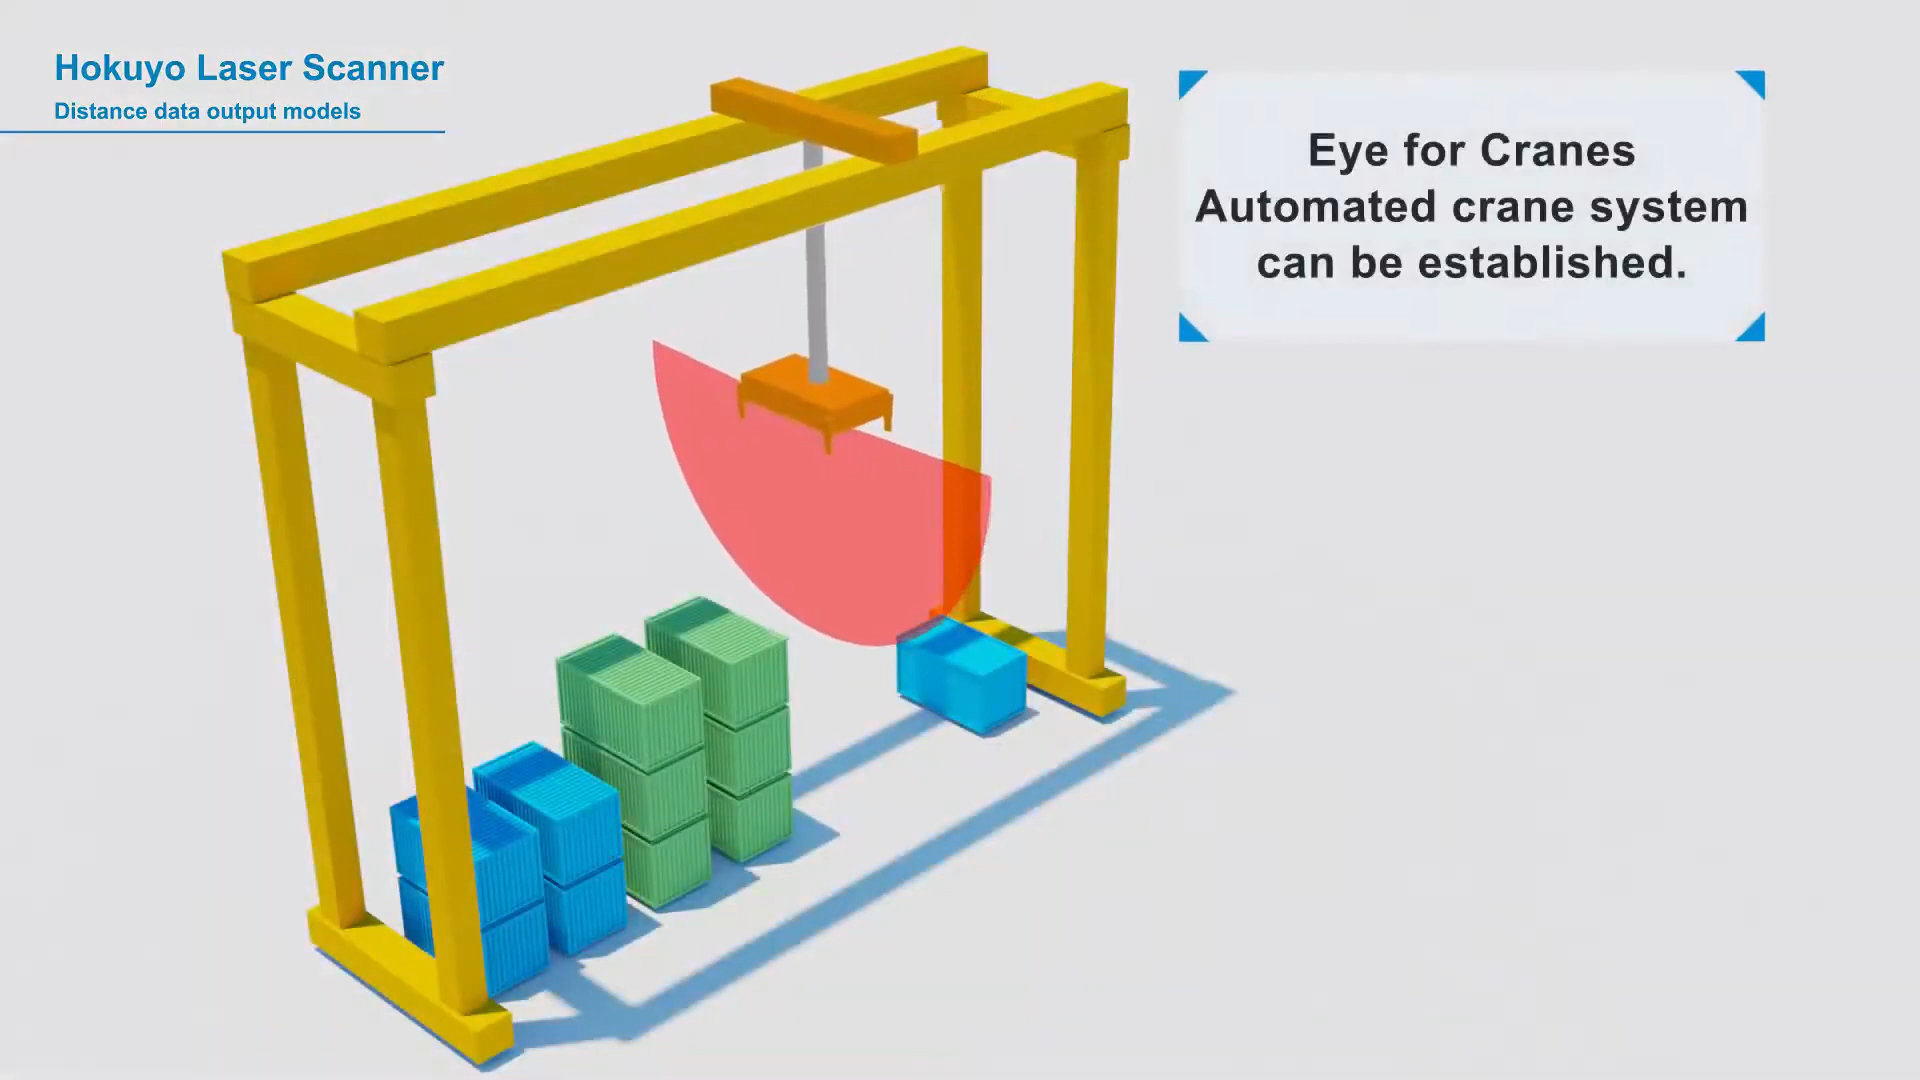 Hokuyo Laser Scanner
Distance data output models
Eye for Cranes
Automated crane system
can be established.